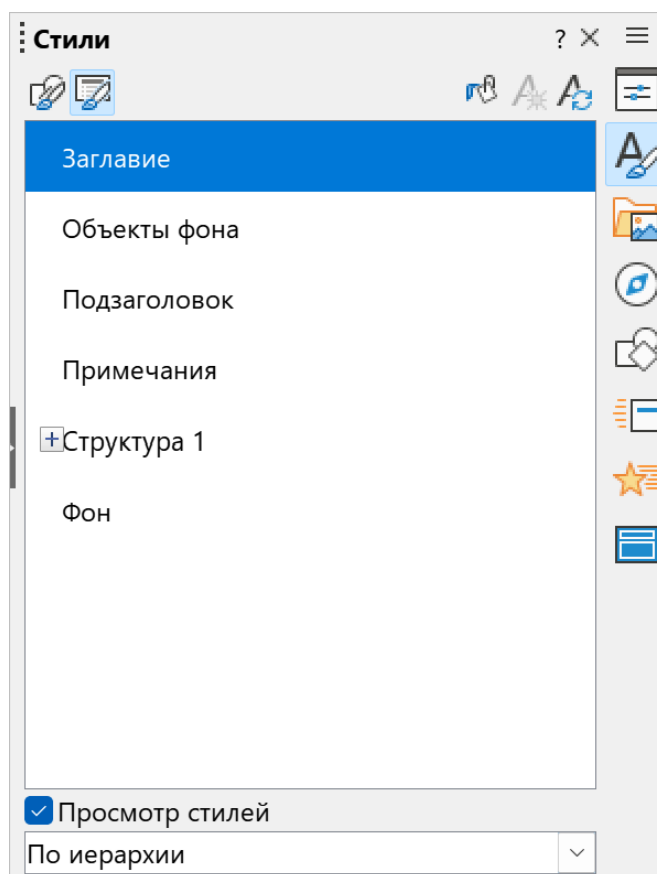 Стили
Заглавие
Объекты фона
Подзаголовок
Примечания
Структура 1
Фон
Просмотр стилей
По иерархии